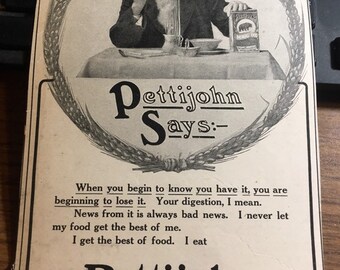 Pettijohn
Says:-
When you begin to know you have it, you are
beginning to lose it. Your digestion, I mean.
News from it is always bad news. I never let
my food get the best of me.
I get the best of food. I eat
Pettijohn